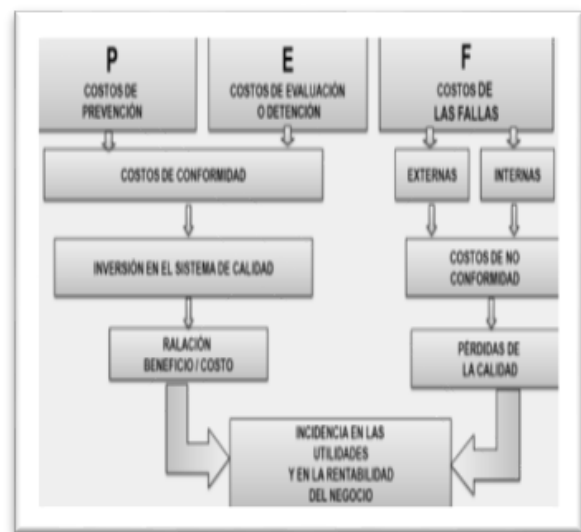 P
COSTOS DE
PREVENCIÓN
E
COSTOS DE EVALUACIÓN
O DETENCIÓN
F
COSTOS DE
LAS FALLAS
COSTOS DE CONFORMIDAD
EXTERNAS
INTERNAS
INVERSIÓN EN EL SISTEMA DE CALIDAD
COSTOS DE NO
CONFORMIDAD
RALACIÓN
BENEFICIO / COSTO
PÉRDIDAS DE
LA CALIDAD
INCIDENCIA EN LAS
UTILIDADES
Y EN LA RENTABILIDAD
DEL NEGOCIO